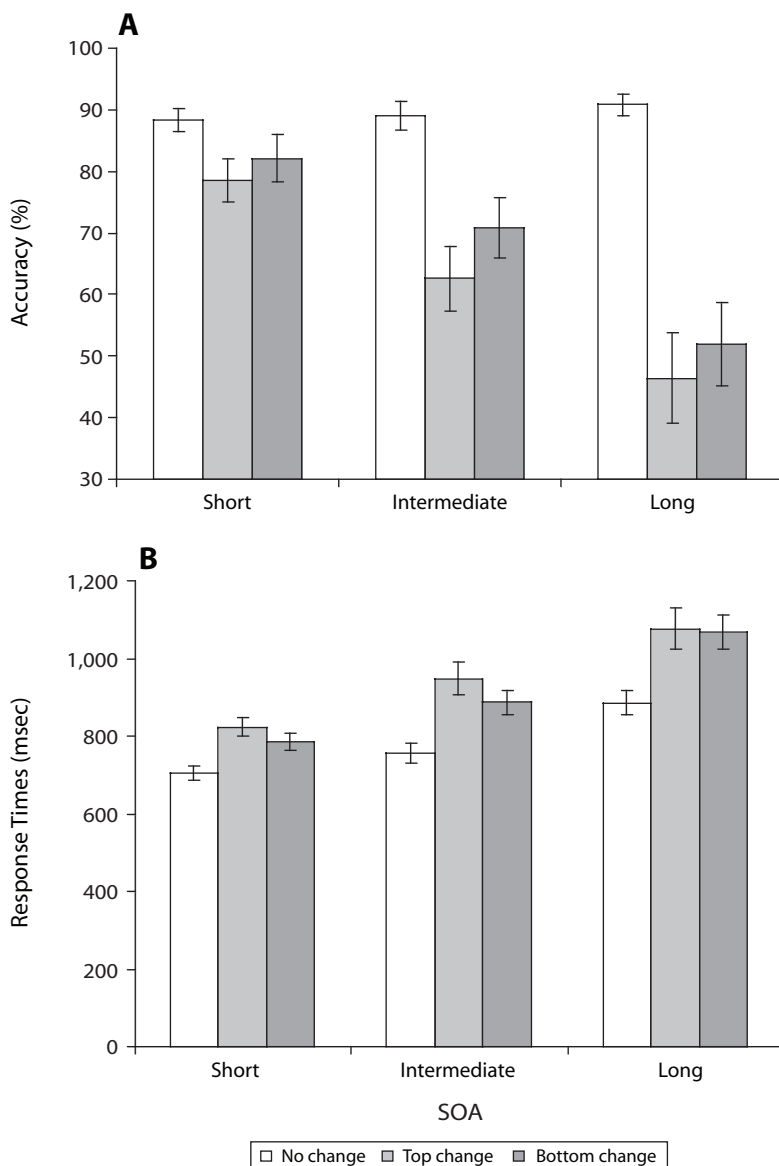 A
100
90
80
70
60
50
40
30
Accuracy (%)
Short Intermediate Long
B
1,200
1,000
800
600
400
200
0
Response Times (msec)
Short Intermediate Long
SOA
No change Top change Bottom change